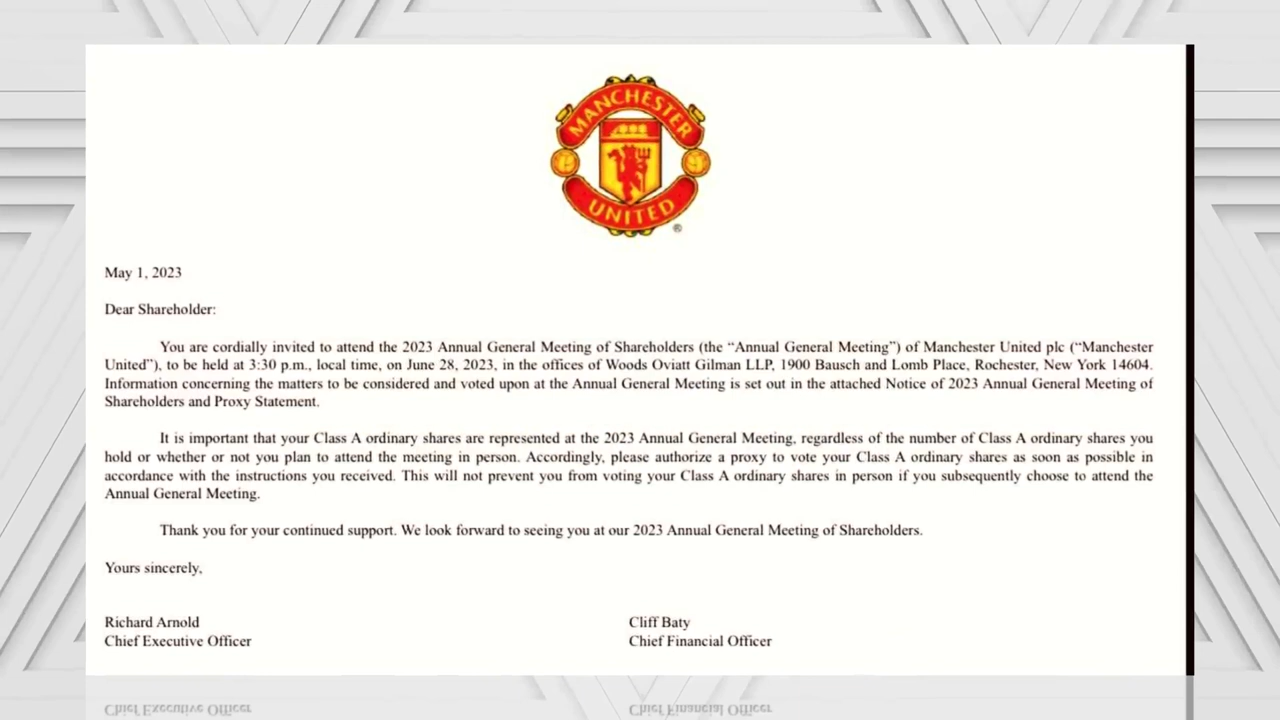 MANCHESTER
UNITED
®
May 1, 2023
Dear Shareholder:
You are cordially invited to attend the 2023 Annual General Meeting of Shareholders (the “Annual General Meeting”) of Manchester United plc (“Manchester
United”), to be held at 3:30 p.m., local time, on June 28, 2023, in the offices of Woods Oviatt Gilman LLP, 1900 Bausch and Lomb Place, Rochester, New York 14604.
Information concerning the matters to be considered and voted upon at the Annual General Meeting is set out in the attached Notice of 2023 Annual General Meeting of
Shareholders and Proxy Statement.
It is important that your Class A ordinary shares are represented at the 2023 Annual General Meeting, regardless of the number of Class A ordinary shares you
hold or whether or not you plan to attend the meeting in person. Accordingly, please authorize a proxy to vote your Class A ordinary shares as soon as possible in
accordance with the instructions you received. This will not prevent you from voting your Class A ordinary shares in person if you subsequently choose to attend the
Annual General Meeting.
Thank you for your continued support. We look forward to seeing you at our 2023 Annual General Meeting of Shareholders.
Yours sincerely,
Richard Arnold Cliff Baty
Chief Executive Officer Chief Financial Officer